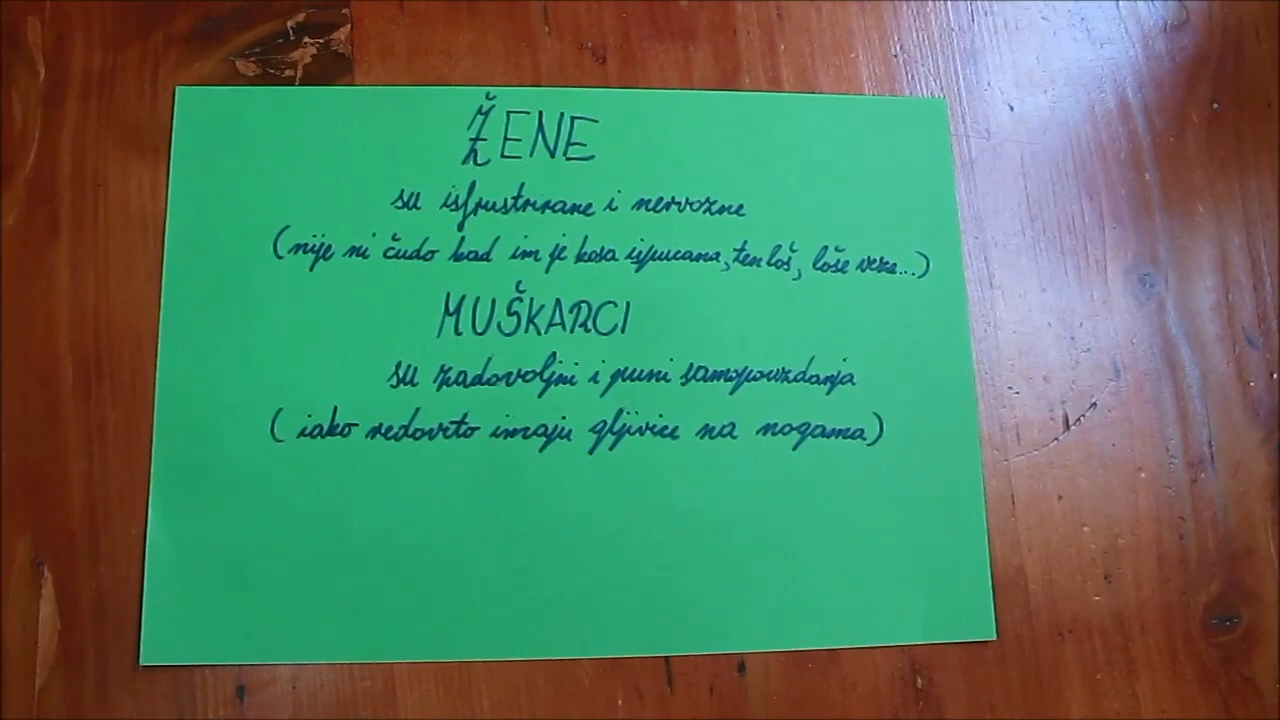 ŽENE
su isfrustrirane i nervozne
(nije ni čudo kad im je kosa ispucana, ten loš, loše veze...)
MUŠKARCI
su zadovoljni i puni samopouzdanja
(iako redovito imaju gljivice na nogama)